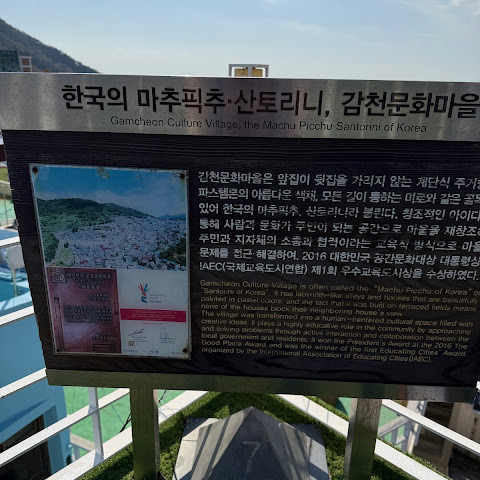 한국의 마추픽추·산토리니, 감천문화마을
Gamcheon Culture Village, the Machu Picchu Santorini of Korea
감천문화마을은 앞집이 뒷집을 가리지 않는 계단식 주거
파스텔톤의 아름다운 색채, 모든 길이 통하는 미로와 같은 골목
있어 한국의 마추픽추, 산토리니라 불린다. 창조적인 아이디
통해 사람과 문화가 주인이 되는 공간으로 마을을 재창조
주민과 지자체의 소통과 협력이라는 교육적 방식으로 마을
문제를 접근 해결하여, 2016 대한민국 공간문화대상 대통령상
IAEC(국제교육도시연합) 제1회 우수교육도시상을 수상하였다.
Gamcheon Culture Village is often called the "Machu Picchu of Korea" or
"Santorini of Korea". It has labyrinth-like alleys and houses that are beautifully
painted in pastel colors, and the fact that it was built on terraced fields means
none of the houses block their neighboring house's view.
The village was transformed into a human-centered cultural space filled with
creative ideas. It plays a highly educative role in the community by approaching
and solving problems through active interaction and collaboration between the
local government and residents. It won the President's Award at the 2016 The
Good Place Award and was the winner of the first Educating Cities' Award,
organized by the International Association of Educating Cities(IAEC).
7